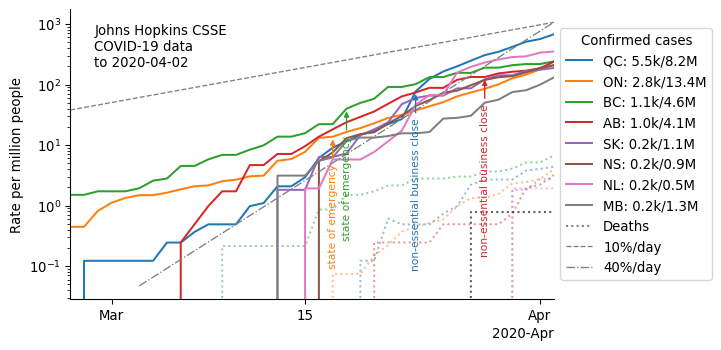 Johns Hopkins CSSE
COVID-19 data
to 2020-04-02
Rate per million people
10³
10²
10¹
10⁰
10⁻¹
Mar
15
Apr
2020-Apr
state of emergency
state of emergency
non-essential business close
non-essential business close
Confirmed cases
QC: 5.5k/8.2M
ON: 2.8k/13.4M
BC: 1.1k/4.6M
AB: 1.0k/4.1M
SK: 0.2k/1.1M
NS: 0.2k/0.9M
NL: 0.2k/0.5M
MB: 0.2k/1.3M
Deaths
10%/day
40%/day